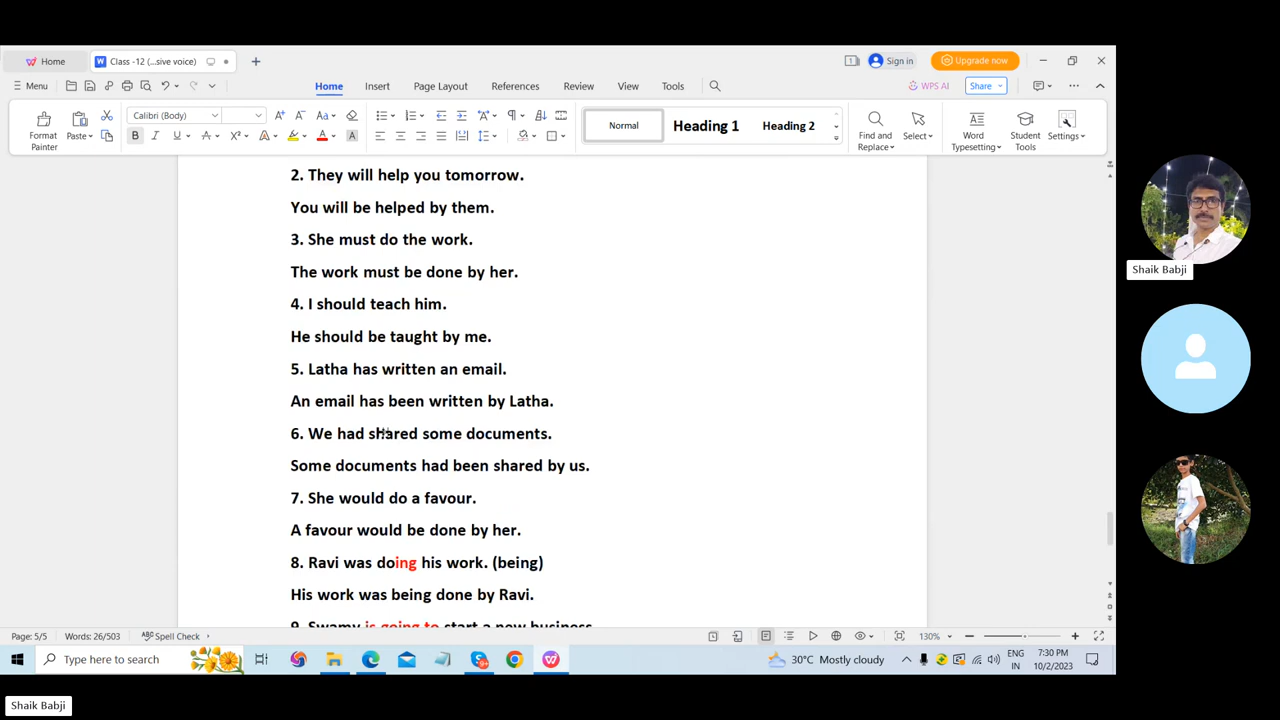 Home
Class -12 (...sive voice)
Sign in
Upgrade now
Menu
Home
Insert
Page Layout
References
Review
View
Tools
WPS AI
Share
Format Painter
Paste
Calibri (Body)
Normal
Heading 1
Heading 2
Find and Replace
Select
Word Typesetting
Student Tools
Settings
2. They will help you tomorrow.
You will be helped by them.
3. She must do the work.
The work must be done by her.
4. I should teach him.
He should be taught by me.
5. Latha has written an email.
An email has been written by Latha.
6. We had shared some documents.
Some documents had been shared by us.
7. She would do a favour.
A favour would be done by her.
8. Ravi was doing his work. (being)
His work was being done by Ravi.
9. Swamy is going to start a new business
Page: 5/5
Words: 26/503
Spell Check
130%
Type here to search
30°C Mostly cloudy
ENG
IN
7:30 PM
10/2/2023
Shaik Babji
Shaik Babji